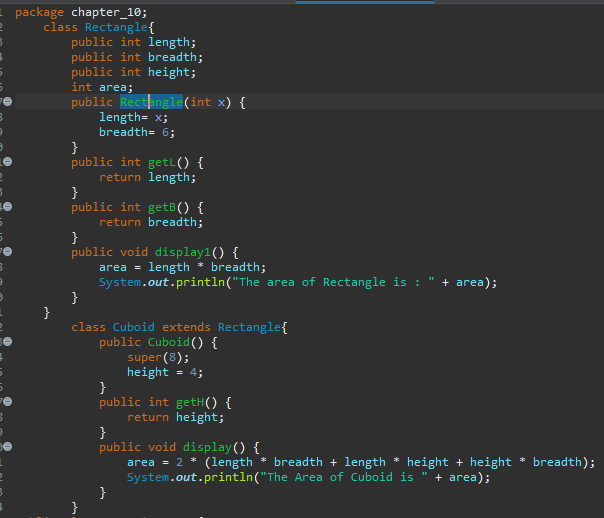 package chapter_10;
class Rectangle{
public int length;
public int breadth;
public int height;
int area;
public Rectangle(int x) {
length= x;
breadth= 6;
}
public int getL() {
return length;
}
public int getB() {
return breadth;
}
public void display1() {
area = length * breadth;
System.out.println("The area of Rectangle is : " + area);
}
}
class Cuboid extends Rectangle{
public Cuboid() {
super(8);
height = 4;
}
public int getH() {
return height;
}
public void display() {
area = 2 * (length * breadth + length * height + height * breadth);
System.out.println("The Area of Cuboid is " + area);
}
}